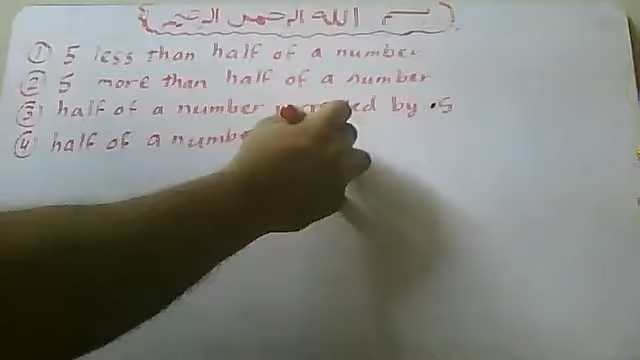 بسم الله الرحمن الرحيم
① 5 less than half of a number
② 5 more than half of a number
③ half of a number by .5
④ half of a numbe